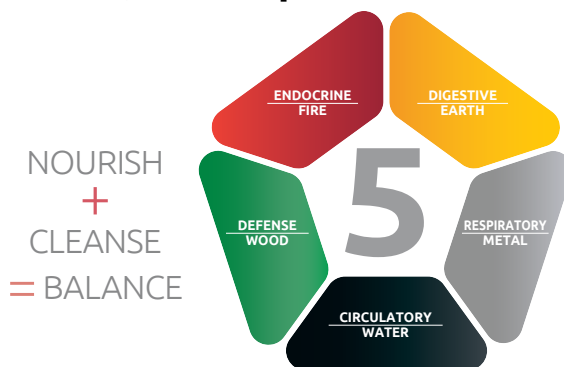 NOURISH
+
CLEANSE
= BALANCE
ENDOCRINE
FIRE
DIGESTIVE
EARTH
DEFENSE
WOOD
5
RESPIRATORY
METAL
CIRCULATORY
WATER